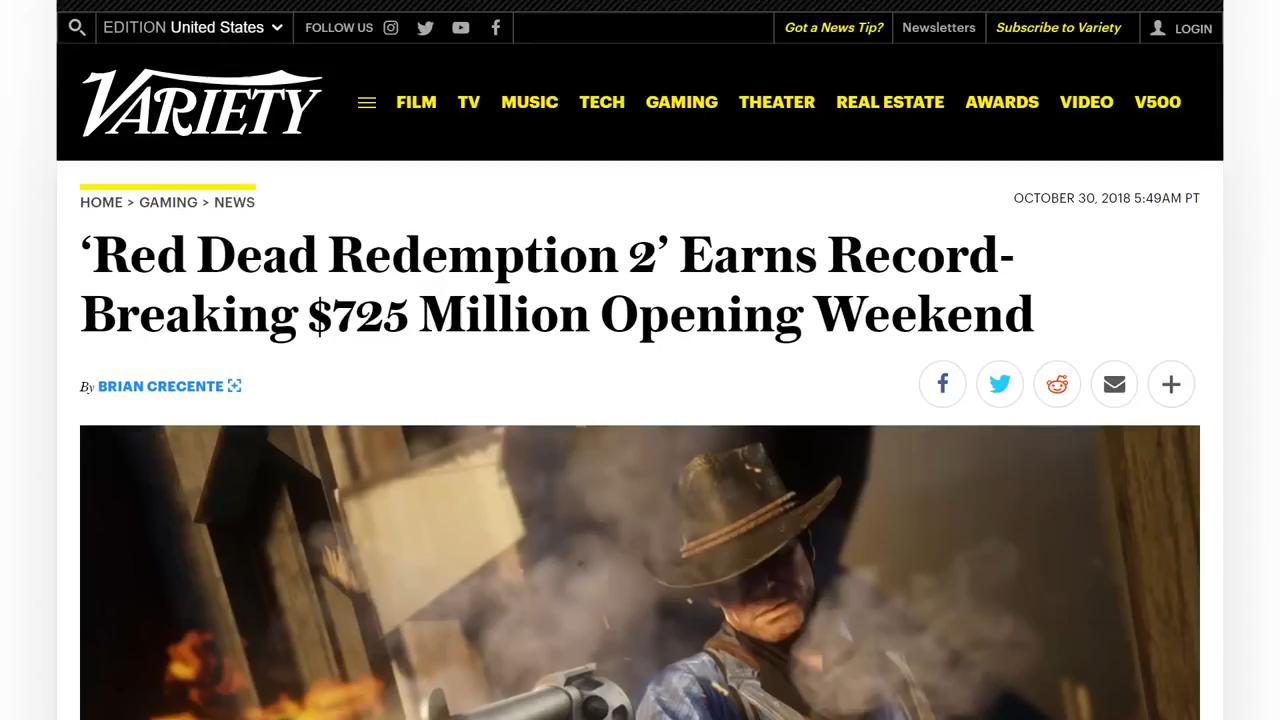 EDITION United States
FOLLOW US
Got a News Tip?
Newsletters
Subscribe to Variety
LOGIN
VARIETY
FILM TV MUSIC TECH GAMING THEATER REAL ESTATE AWARDS VIDEO V500
HOME > GAMING > NEWS
OCTOBER 30, 2018 5:49AM PT
‘Red Dead Redemption 2’ Earns Record-
Breaking $725 Million Opening Weekend
By BRIAN CRECENTE